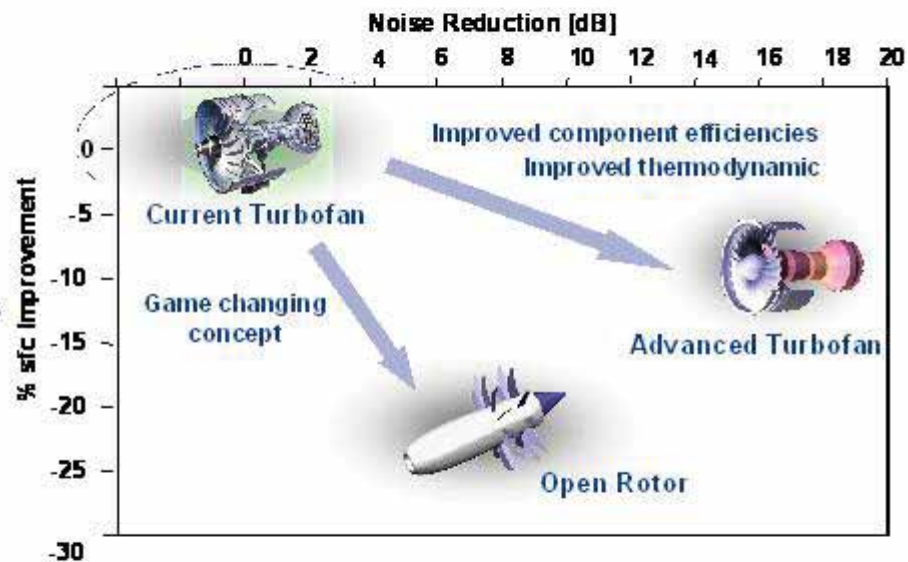 Noise Reduction [dB]
0 2 4 6 8 10 12 14 16 18 20
% sfc Improvement
0
-5
-10
-15
-20
-25
-30
Current Turbofan
Improved component efficiencies
Improved thermodynamic
Game changing
concept
Advanced Turbofan
Open Rotor